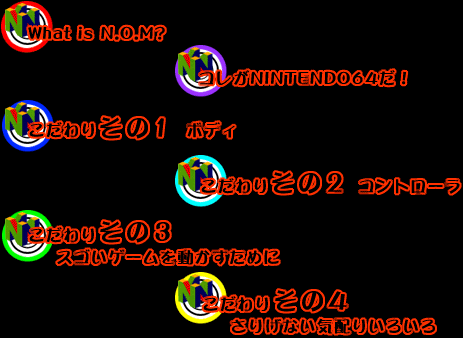 What is N.O.M?
コレがNINTENDO64だ！
こだわりその1 ボディ
こだわりその2 コントローラ
こだわりその3
スゴいゲームを動かすために
こだわりその4
さりげない気配りいろいろ